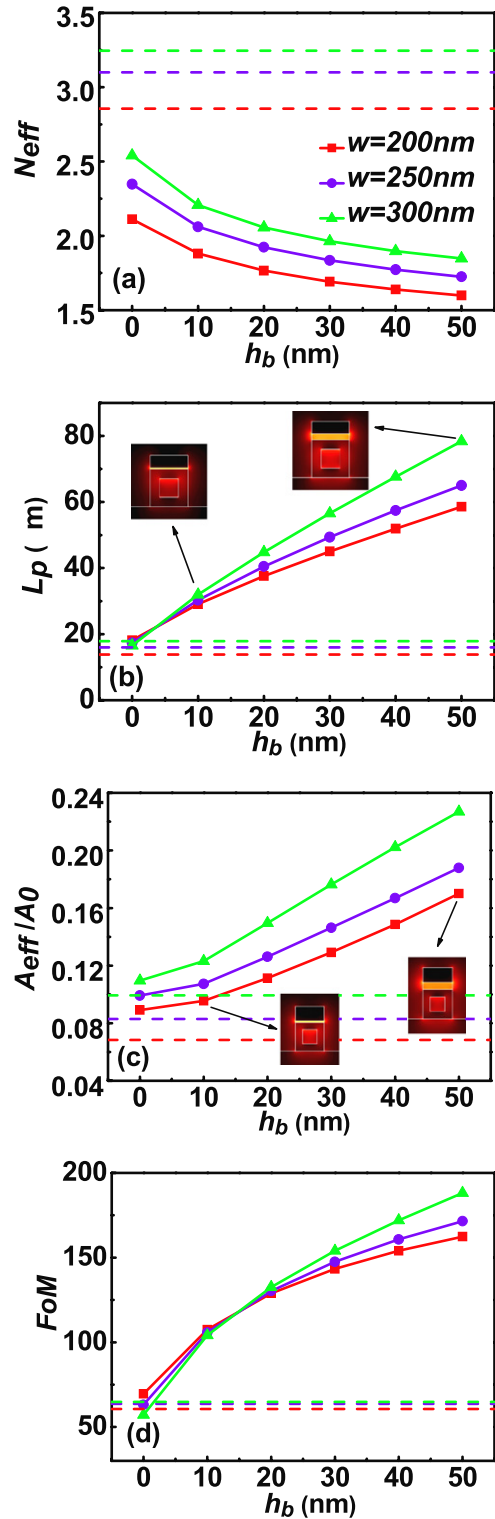 3.5
3.0
2.5
2.0
1.5
Neff
w=200nm
w=250nm
w=300nm
(a)
0 10 20 30 40 50
hb (nm)
80
60
40
20
0
Lp ( m)
(b)
0 10 20 30 40 50
hb (nm)
0.24
0.20
0.16
0.12
0.08
0.04
Aeff /A0
(c)
0 10 20 30 40 50
hb (nm)
200
150
100
50
FoM
(d)
0 10 20 30 40 50
hb (nm)